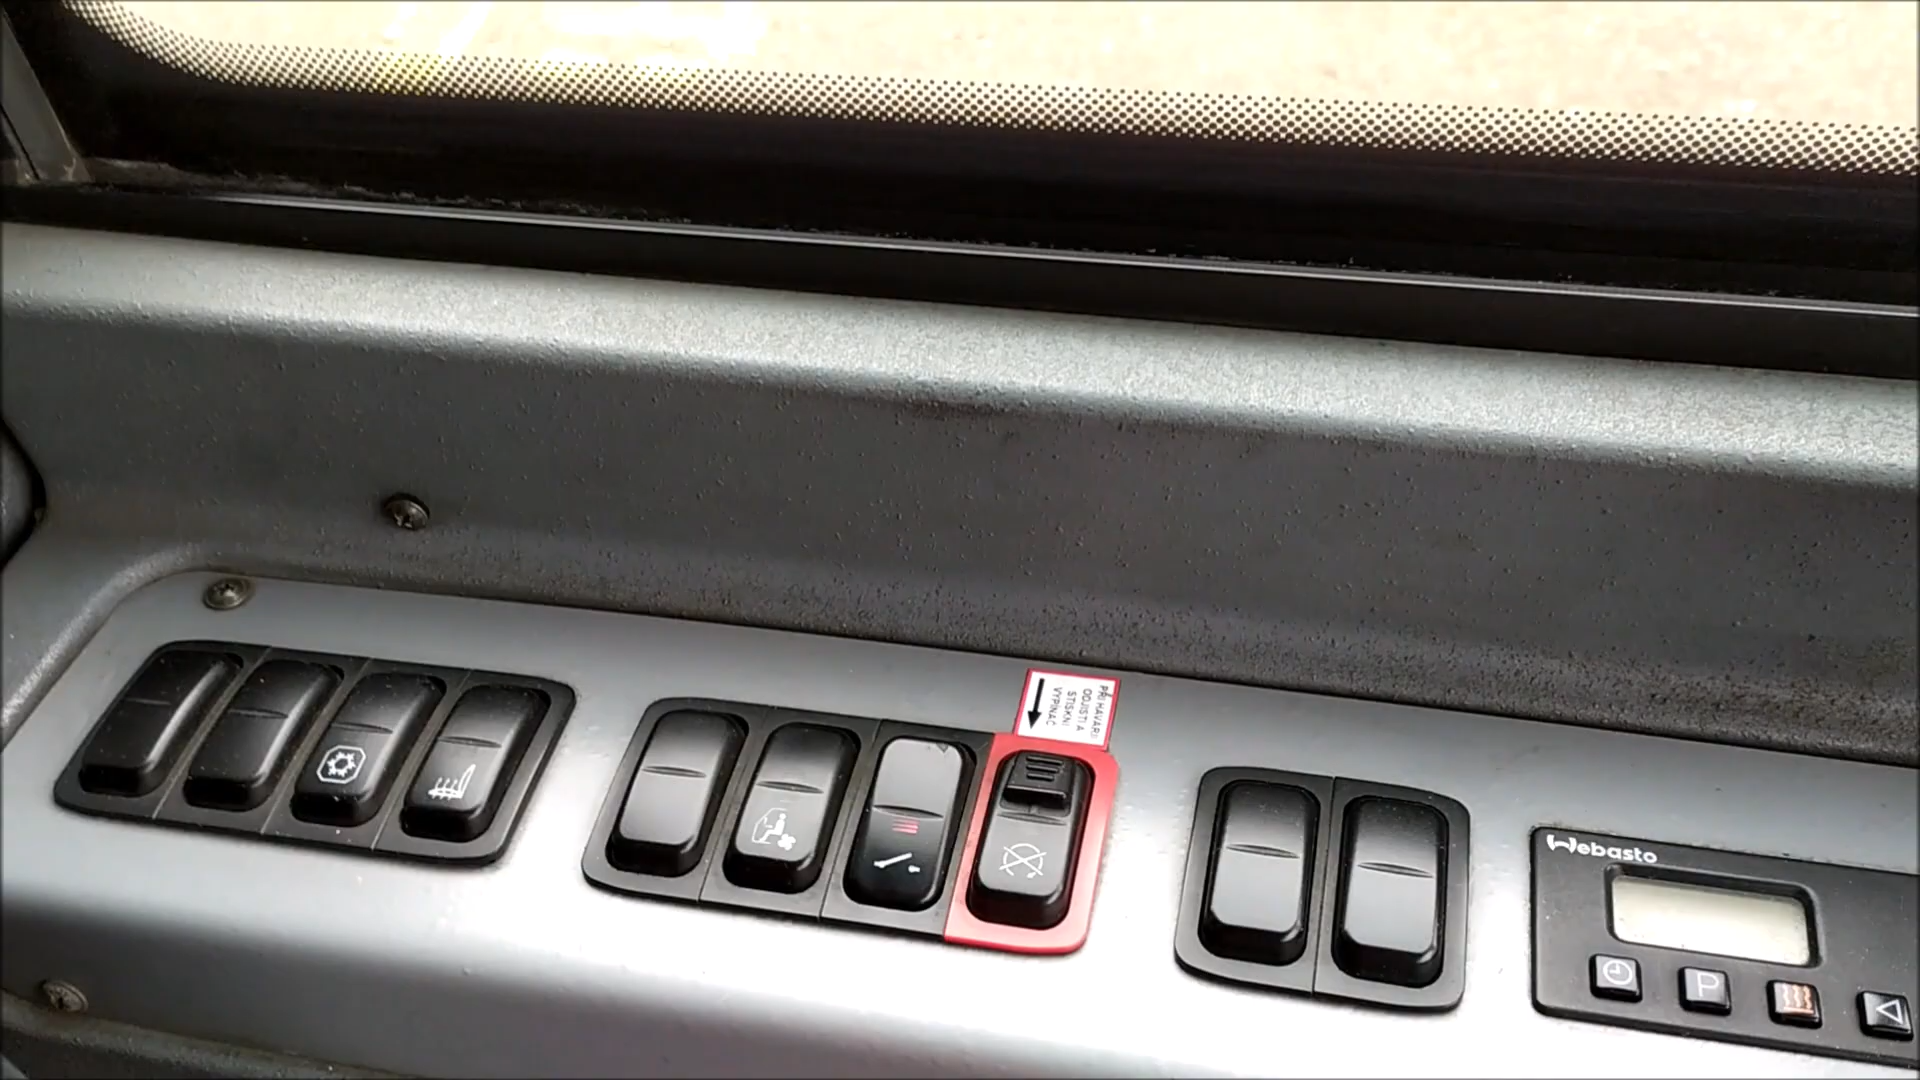 PŘI HAVÁRII
ODJISTI A
STISKNI
VYPÍNAČ
Webasto
P